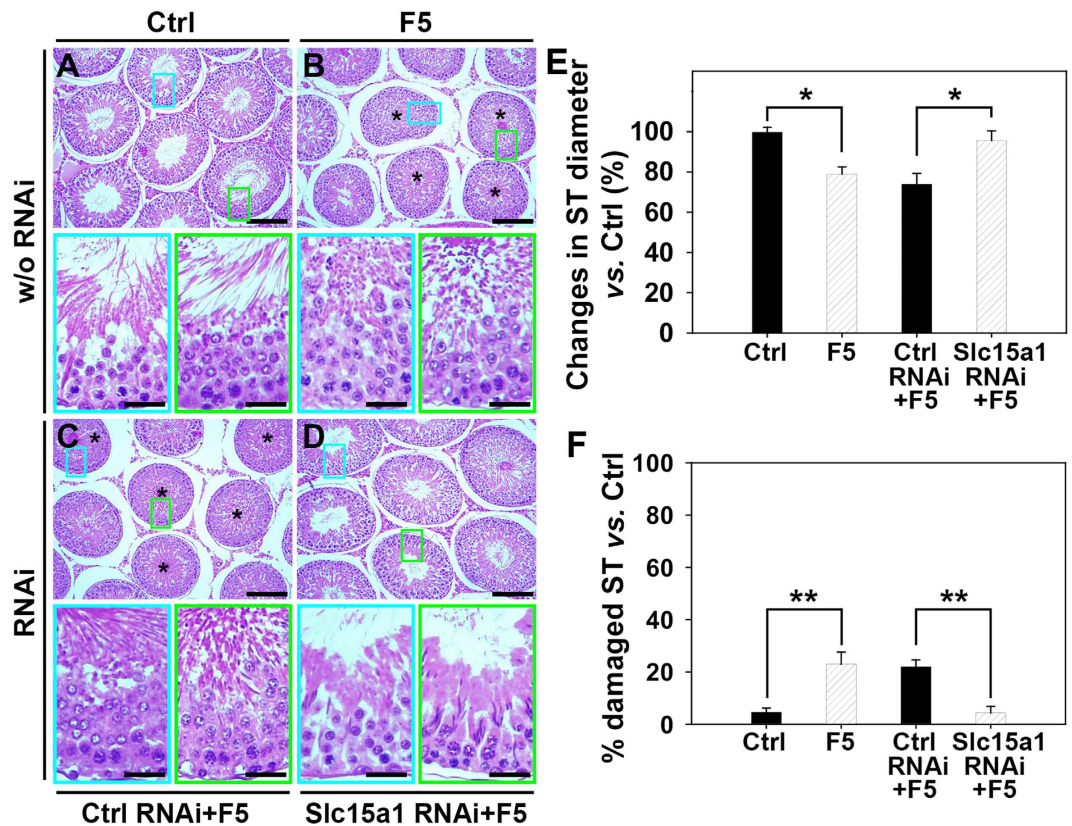 Ctrl
F5
w/o RNAi
A
*
B
*
*
*
*
RNAi
C
*
*
*
*
*
D
Ctrl RNAi+F5
Slc15a1 RNAi+F5
E
Changes in ST diameter
vs. Ctrl (%)
100
80
60
40
20
0
*
*
Ctrl
F5
Ctrl
RNAi
+F5
Slc15a1
RNAi
+F5
F
% damaged ST vs. Ctrl
100
80
60
40
20
0
**
**
Ctrl
F5
Ctrl
RNAi
+F5
Slc15a1
RNAi
+F5